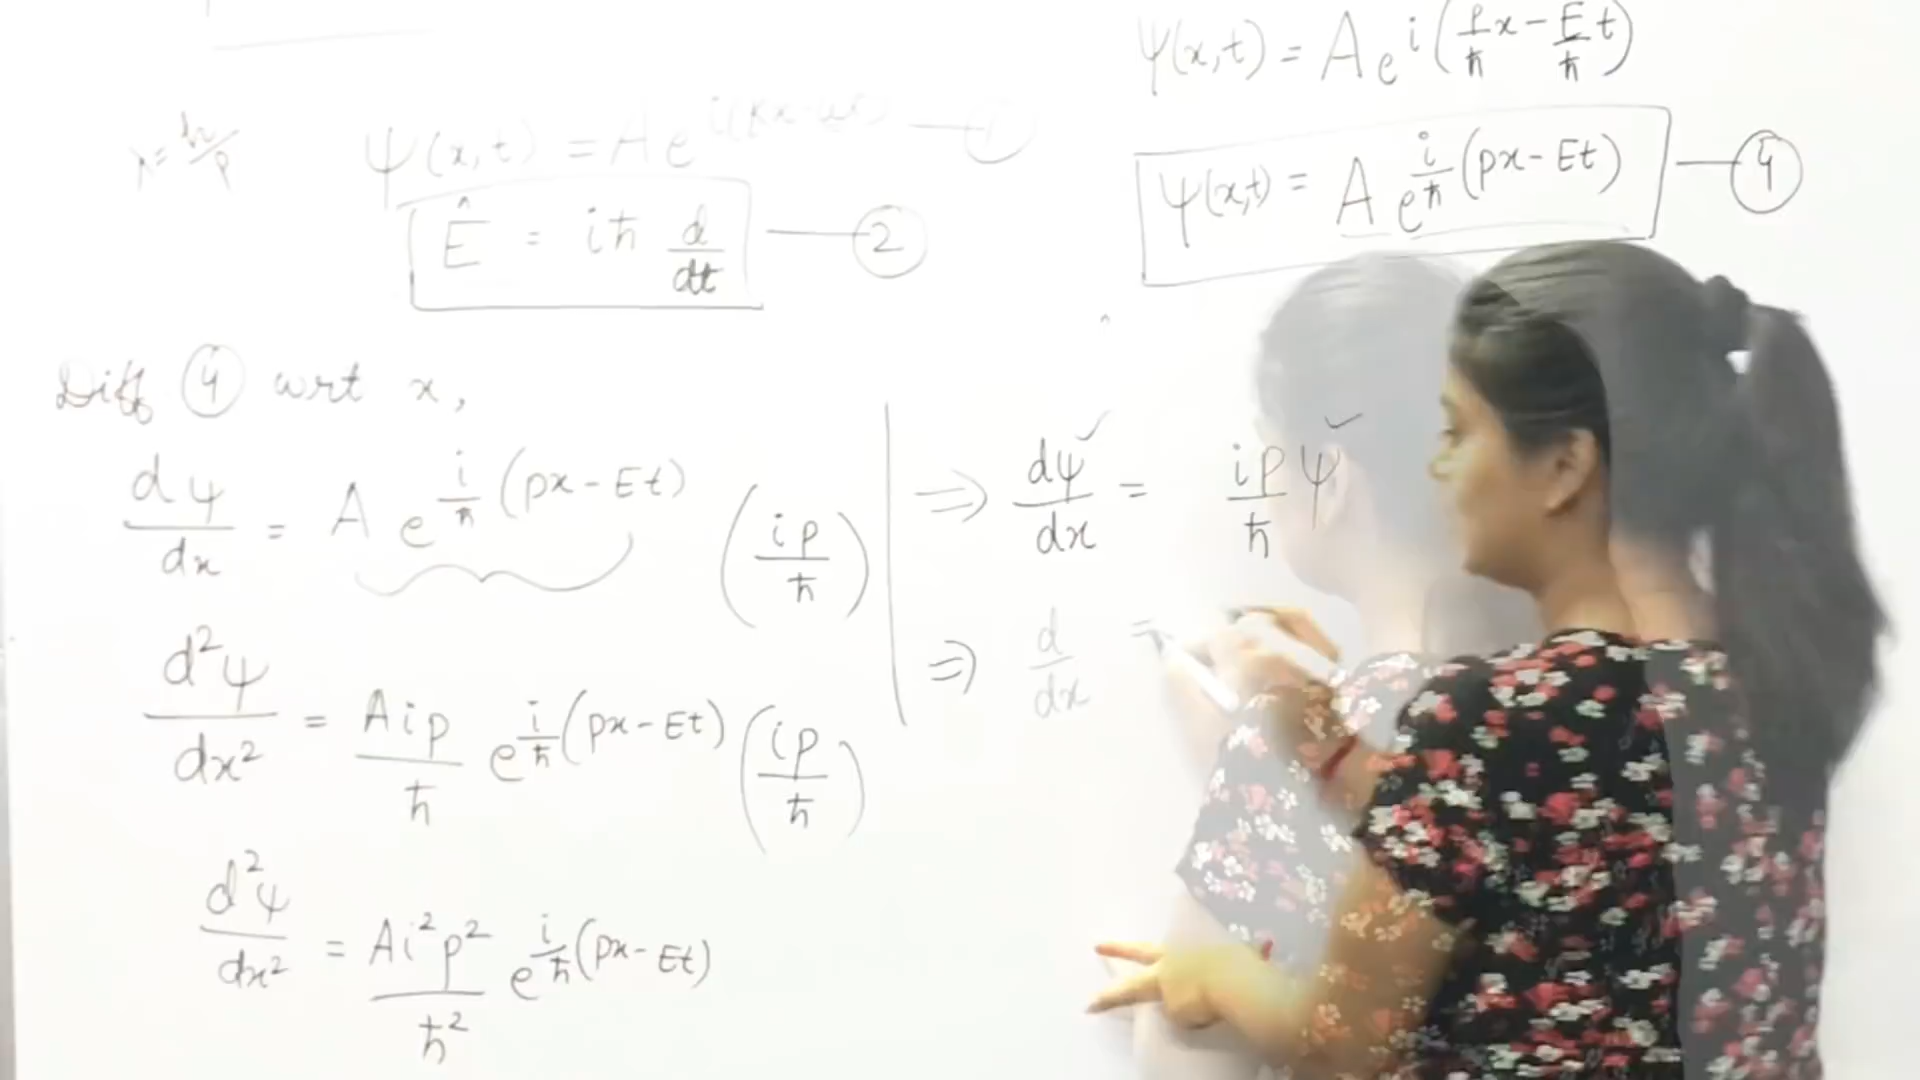 ψ(x,t) = A e^{i(p/ħ x − E/ħ t)}
λ = h/p
ψ(x,t) = A e^{i(kx−ωt)} — ①
ψ(x,t) = A e^{i/ħ (px − Et)} — ④
Ê = iħ d/dt — ②
Diff ④ wrt x,
dψ/dx = A e^{i/ħ (px − Et)} (ip/ħ)
d²ψ/dx² = Aip/ħ e^{i/ħ (px − Et)} (ip/ħ)
d²ψ/dx² = Ai²p²/ħ² e^{i/ħ (px − Et)}
⇒ dψ/dx = ip/ħ ψ
⇒ d/dx =